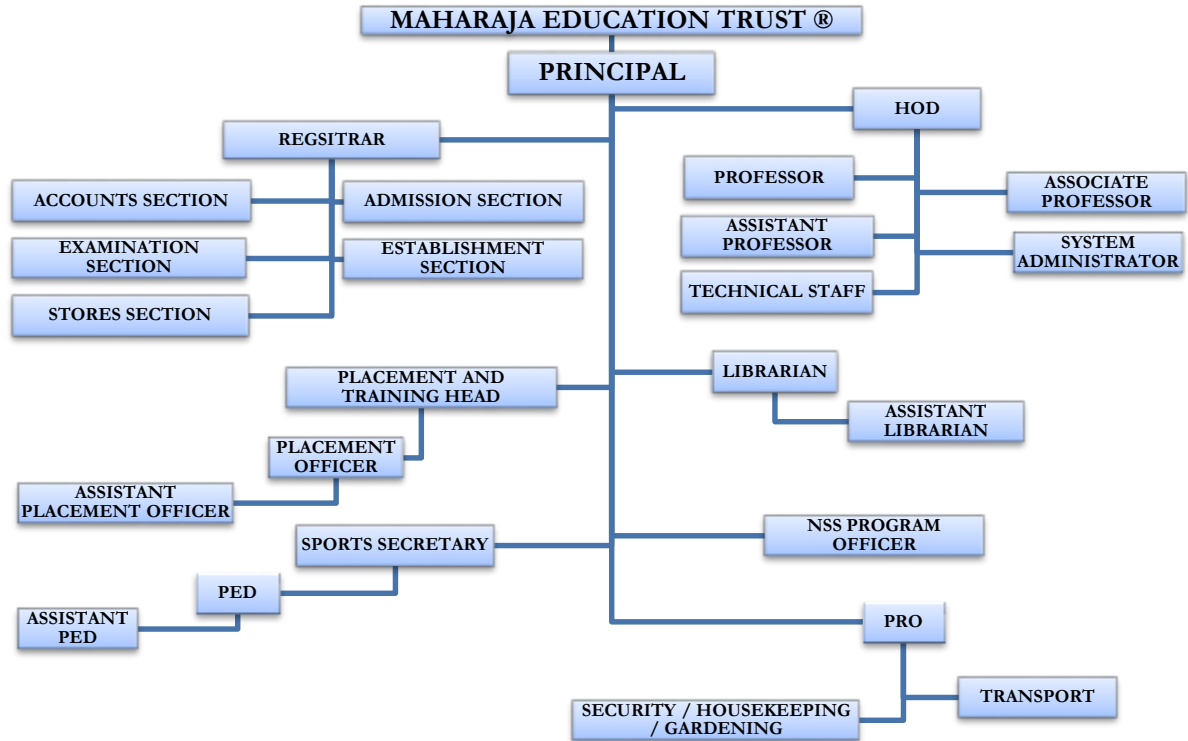 MAHARAJA EDUCATION TRUST ®
PRINCIPAL
HOD
REGSITRAR
PROFESSOR
ASSOCIATE
PROFESSOR
ACCOUNTS SECTION
ADMISSION SECTION
ASSISTANT
PROFESSOR
SYSTEM
ADMINISTRATOR
EXAMINATION
SECTION
ESTABLISHMENT
SECTION
TECHNICAL STAFF
STORES SECTION
PLACEMENT AND
TRAINING HEAD
LIBRARIAN
ASSISTANT
LIBRARIAN
PLACEMENT
OFFICER
ASSISTANT
PLACEMENT OFFICER
SPORTS SECRETARY
NSS PROGRAM
OFFICER
PED
ASSISTANT
PED
PRO
TRANSPORT
SECURITY / HOUSEKEEPING
/ GARDENING